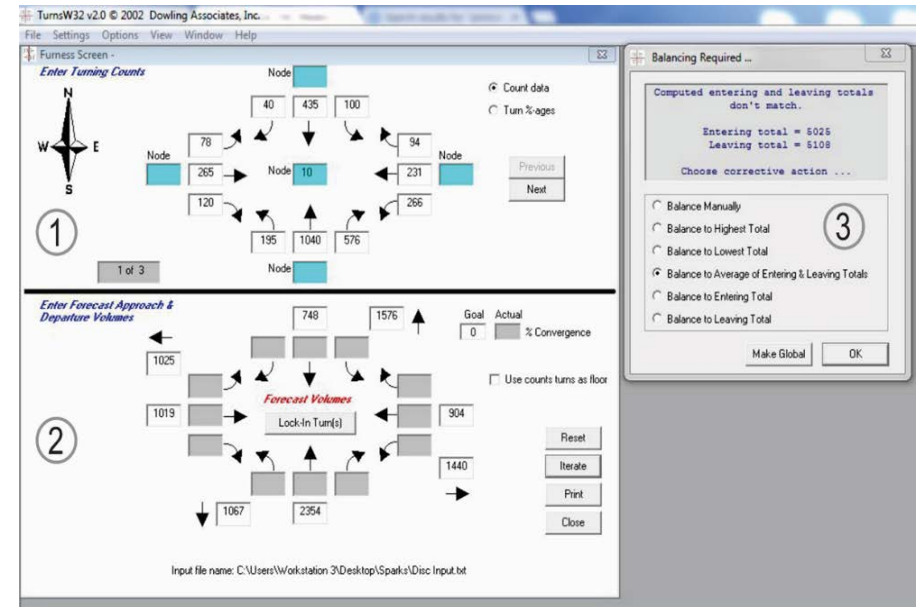 TurnsW32 v2.0 © 2002 Dowling Associates, Inc.
File Settings Options View Window Help
Furness Screen -
Enter Turning Counts
N
W E
S
1
Node
40 435 100
78 94
Node Node
265 Node 10 231
120 266
195 1040 576
1 of 3 Node
Count data
Turn %-ages
Previous
Next
Enter Forecast Approach &
Departure Volumes
748 1576
1025
Goal Actual
0 % Convergence
Use counts turns as floor
Forecast Volumes
1019 Lock-In Turn(s) 904
2
1440
1067 2354
Reset
Iterate
Print
Close
Input file name: C:\Users\Workstation 3\Desktop\Sparks\Disc Input.txt
Balancing Required ...
Computed entering and leaving totals
don't match.
Entering total = 5025
Leaving total = 5108
Choose corrective action ...
Balance Manually
Balance to Highest Total
Balance to Lowest Total
Balance to Average of Entering & Leaving Totals
Balance to Entering Total
Balance to Leaving Total
3
Make Global OK